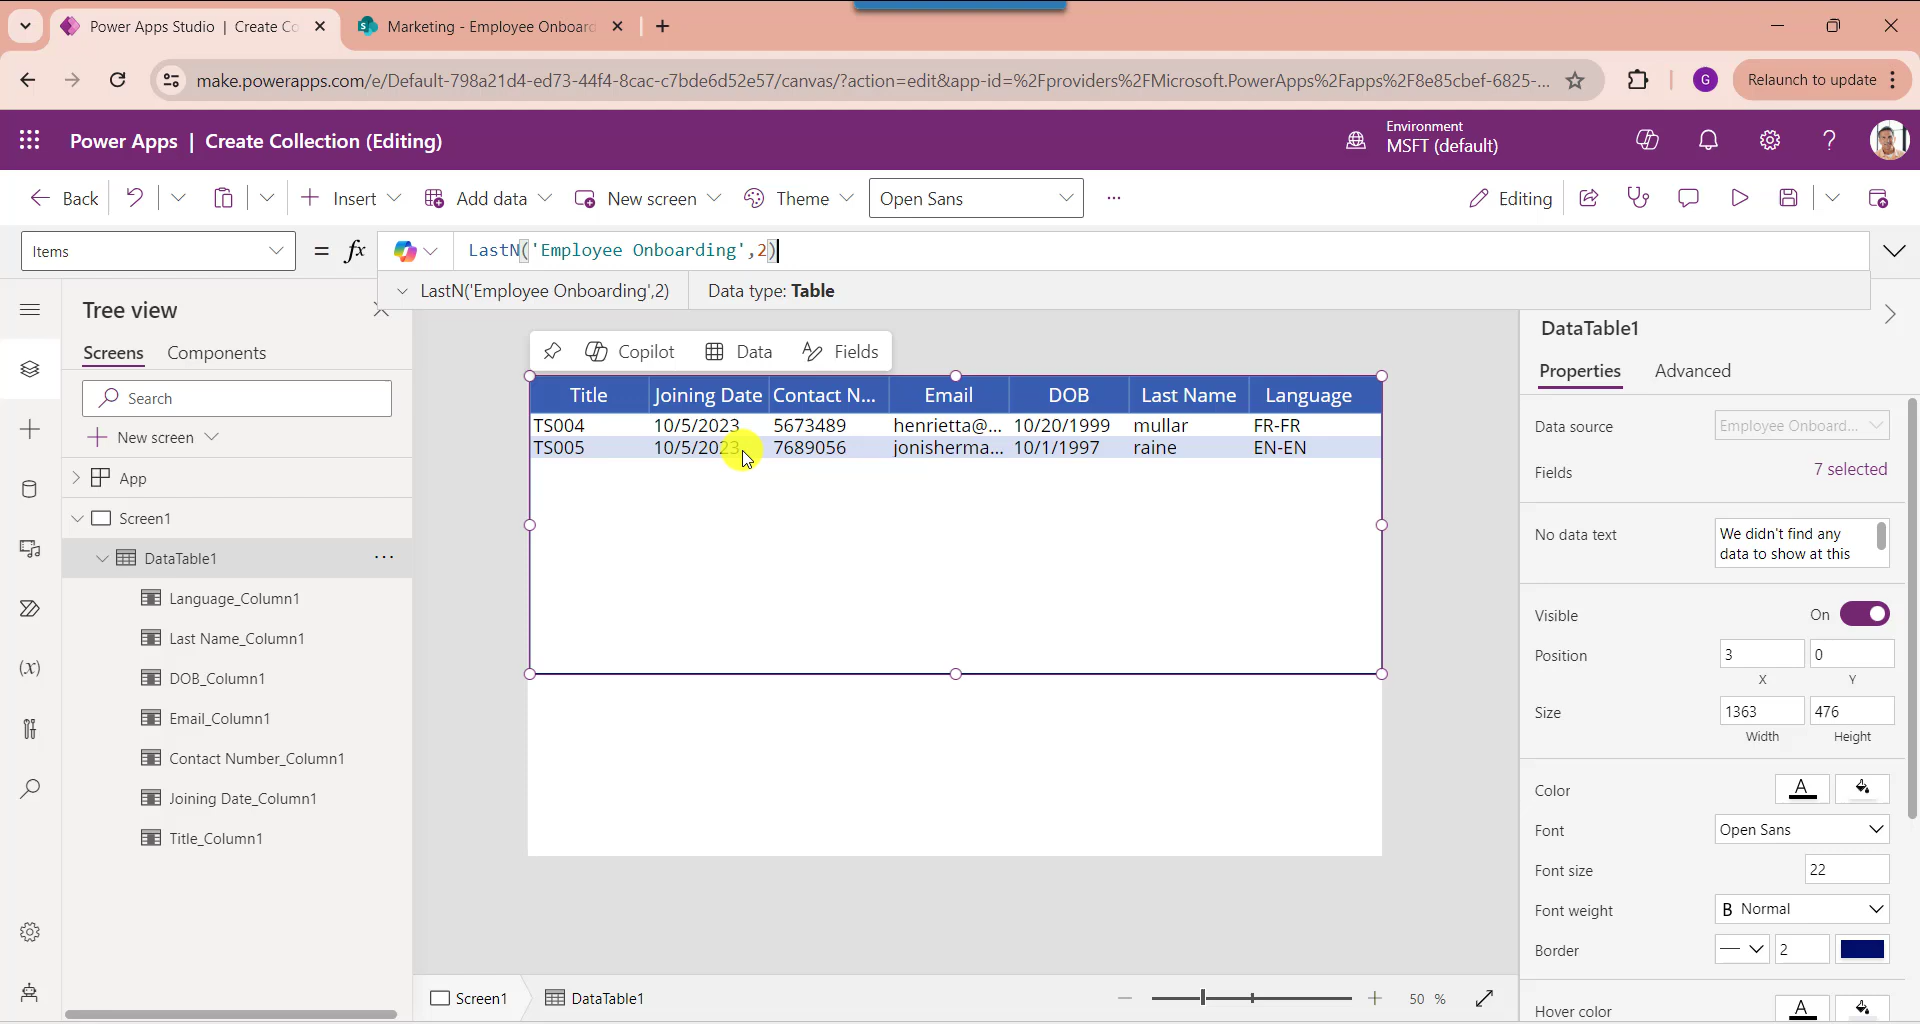 Power Apps Studio | Create Co
Marketing - Employee Onboard
make.powerapps.com/e/Default-798a21d4-ed73-44f4-8cac-c7bde6d52e57/canvas/?action=edit&app-id=%2Fproviders%2FMicrosoft.PowerApps%2Fapps%2F8e85cbef-6825-...
G
Relaunch to update
Power Apps | Create Collection (Editing)
Environment
MSFT (default)
Back
Insert
Add data
New screen
Theme
Open Sans
Editing
Items
= fx
LastN('Employee Onboarding',2)
LastN('Employee Onboarding',2)
Data type: Table
Tree view
Screens
Components
Search
New screen
App
Screen1
DataTable1
Language_Column1
Last Name_Column1
DOB_Column1
Email_Column1
Contact Number_Column1
Joining Date_Column1
Title_Column1
Copilot
Data
Fields
Title Joining Date Contact N... Email DOB Last Name Language
TS004 10/5/2023 5673489 henrietta@... 10/20/1999 mullar FR-FR
TS005 10/5/2023 7689056 jonisherma... 10/1/1997 raine EN-EN
Screen1
DataTable1
50 %
DataTable1
Properties
Advanced
Data source
Employee Onboard...
Fields
7 selected
No data text
We didn't find any
data to show at this
Visible
On
Position
3
0
X
Y
Size
1363
476
Width
Height
Color
Font
Open Sans
Font size
22
Font weight
B Normal
Border
2
Hover color